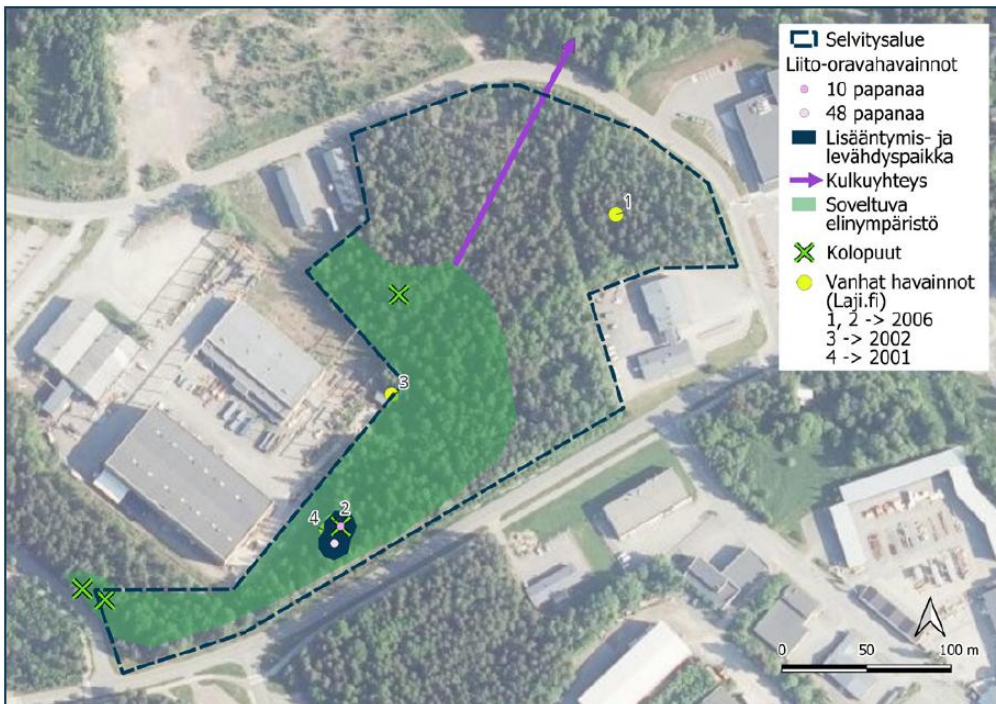 Selvitysalue
Liito-oravahavainnot
10 papanaa
48 papanaa
Lisääntymis- ja
levähdyspaikka
Kulkuyhteys
Soveltuva
elinympäristö
Kolopuut
Vanhat havainnot
(Laji.fi)
1, 2 -> 2006
3 -> 2002
4 -> 2001
1
3
4
2
0 50 100 m